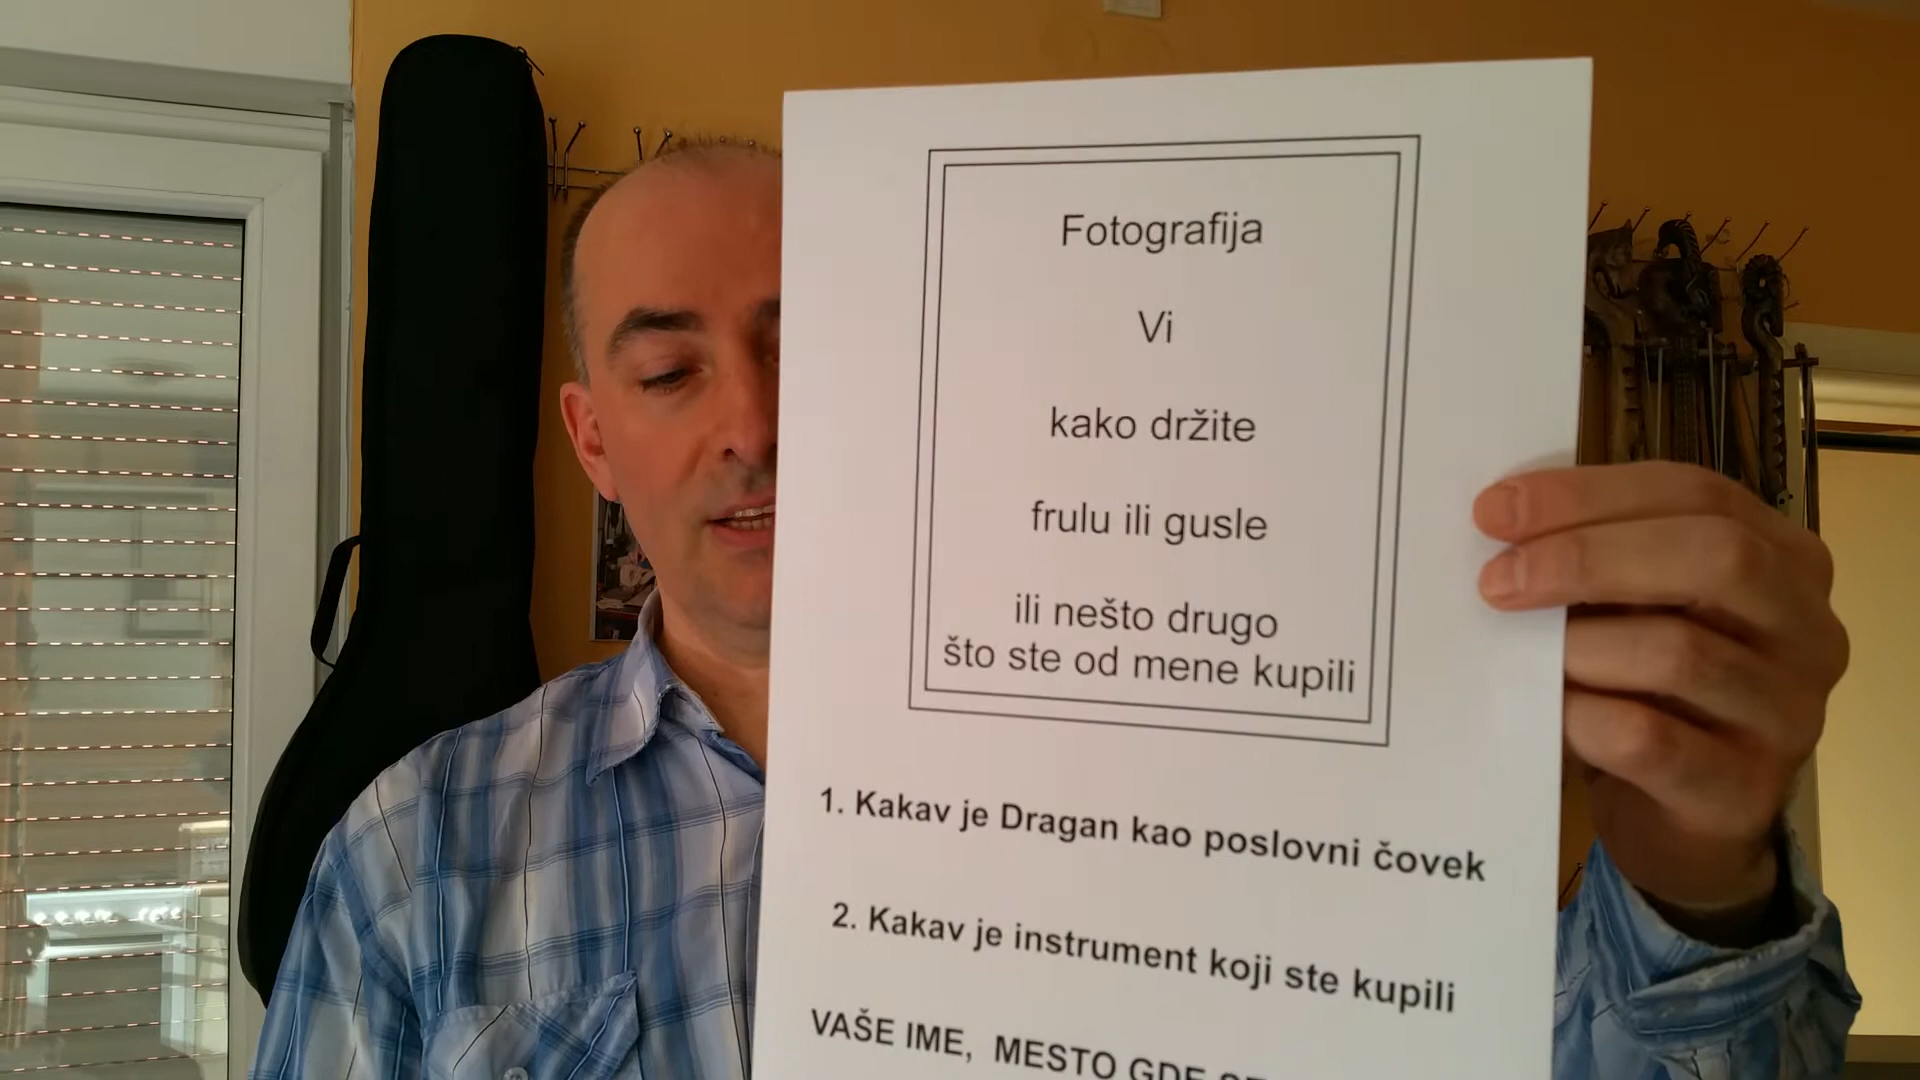 Fotografija
Vi
kako držite
frulu ili gusle
ili nešto drugo
što ste od mene kupili
1. Kakav je Dragan kao poslovni čovek
2. Kakav je instrument koji ste kupili
VAŠE IME, MESTO GDE